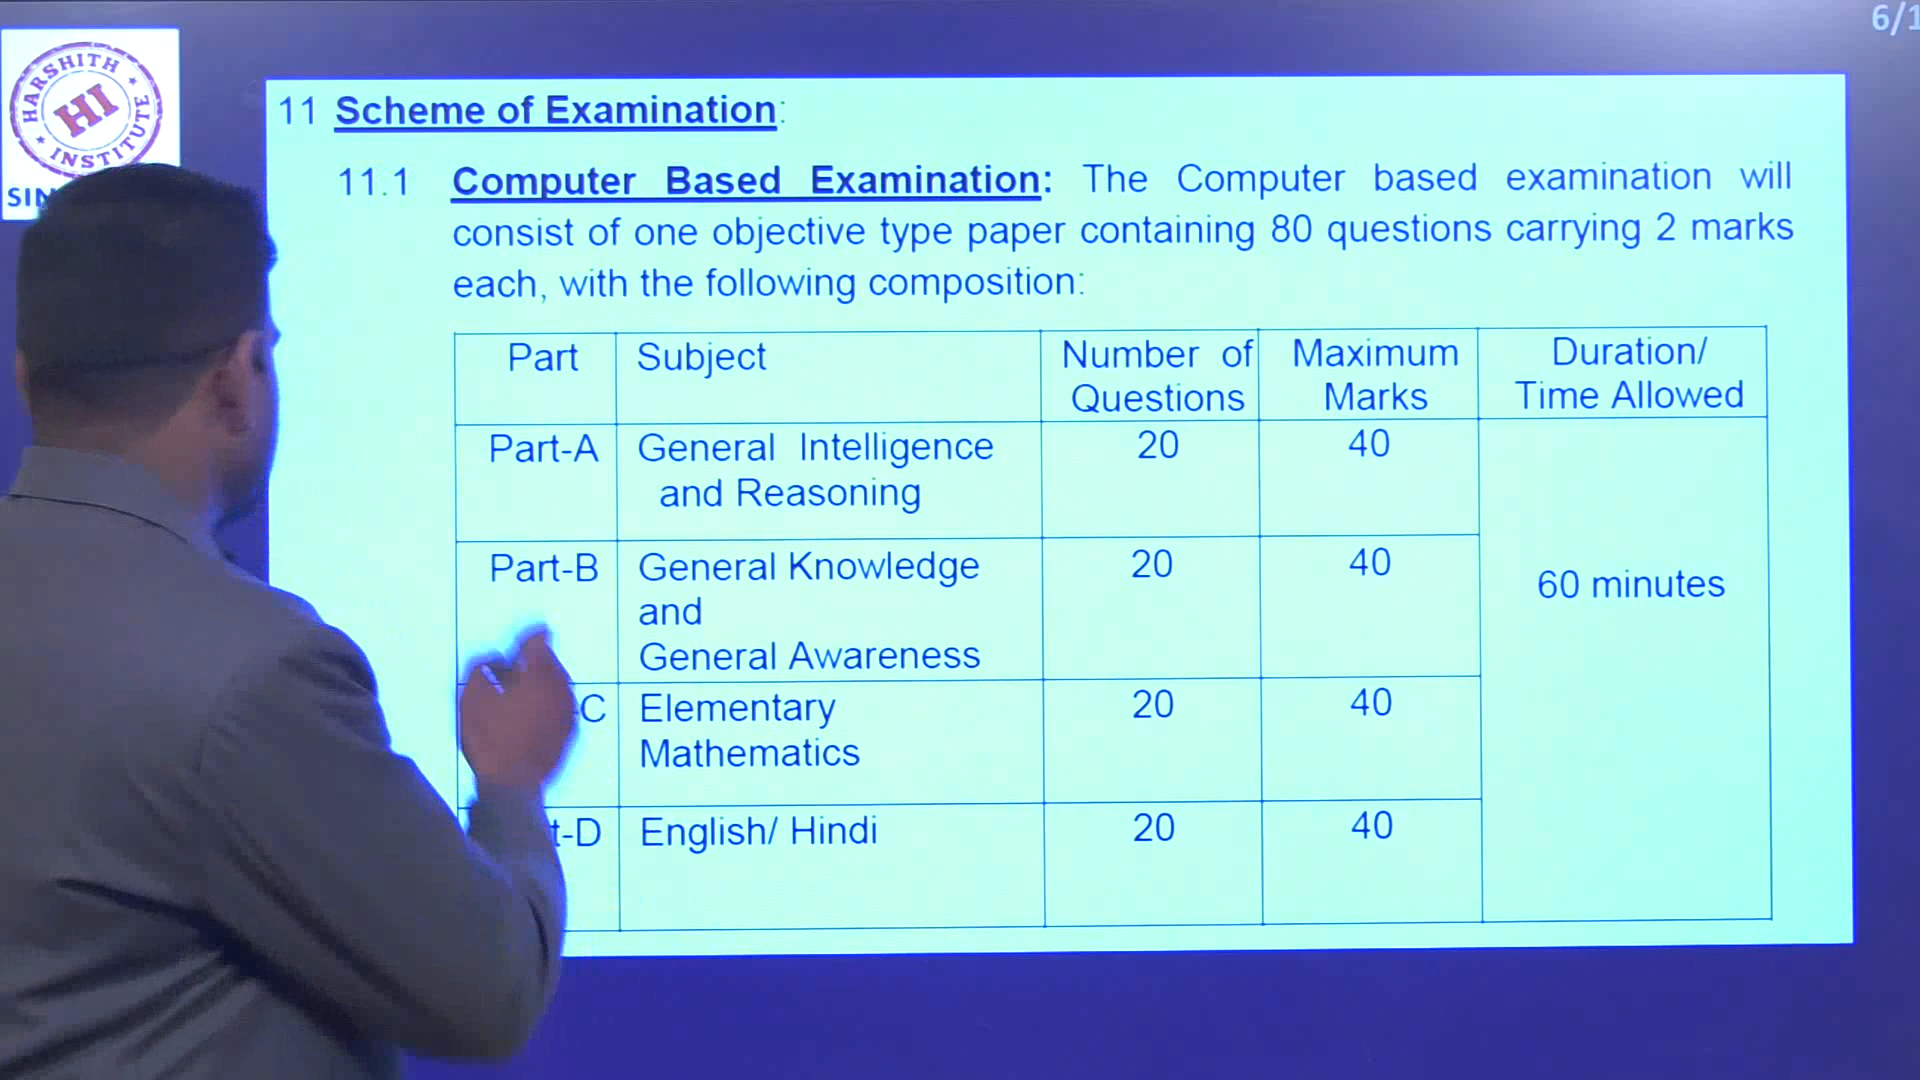 6/1
HARSHITH
HI
INSTITUTE
11 Scheme of Examination:
11.1 Computer Based Examination: The Computer based examination will
consist of one objective type paper containing 80 questions carrying 2 marks
each, with the following composition:
Part Subject Number of Questions Maximum Marks Duration/ Time Allowed
Part-A General Intelligence and Reasoning 20 40
Part-B General Knowledge and General Awareness 20 40
60 minutes
C Elementary Mathematics 20 40
t-D English/ Hindi 20 40